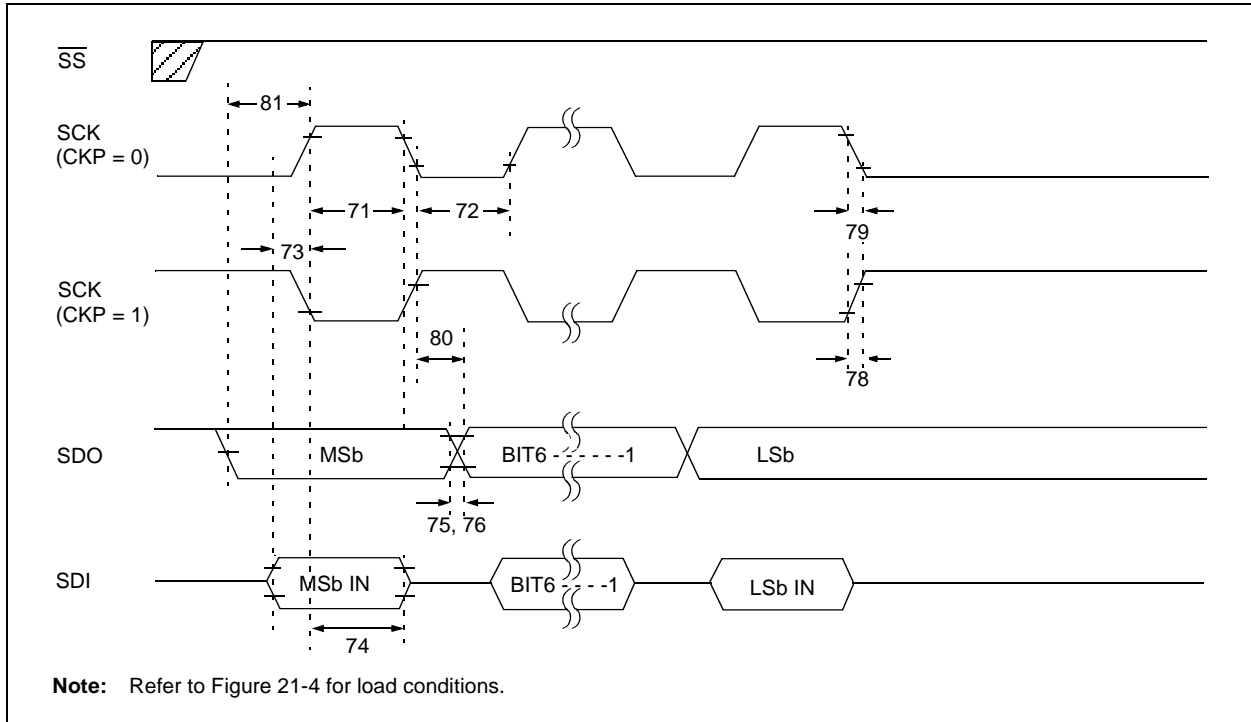 SS
81
SCK
(CKP = 0)
71
72
79
73
SCK
(CKP = 1)
80
78
SDO
MSb
BIT6 - - - - - -1
LSb
75, 76
SDI
MSb IN
BIT6 - - - -1
LSb IN
74
Note: Refer to Figure 21-4 for load conditions.